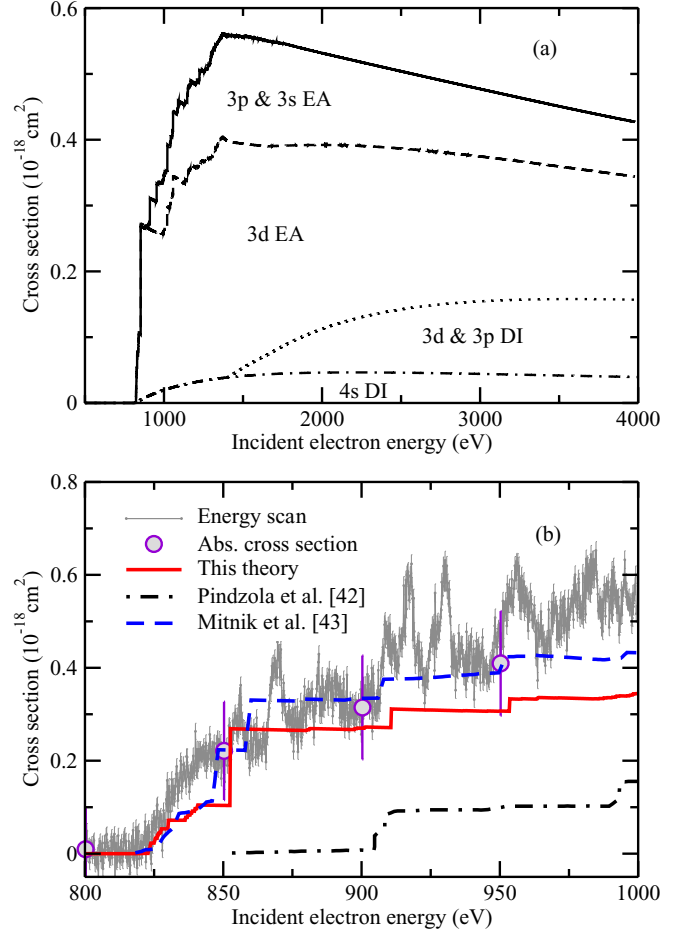 0.6
(a)
3p & 3s EA
0.4
3d EA
0.2
3d & 3p DI
4s DI
0
1000 2000 3000 4000
Cross section (10⁻¹⁸cm²)
Incident electron energy (eV)
0.8
Energy scan
(b)
Abs. cross section
0.6
This theory
Pindzola et al. [42]
Mitnik et al. [43]
0.4
0.2
0
800 850 900 950 1000
Cross section (10⁻¹⁸cm²)
Incident electron energy (eV)